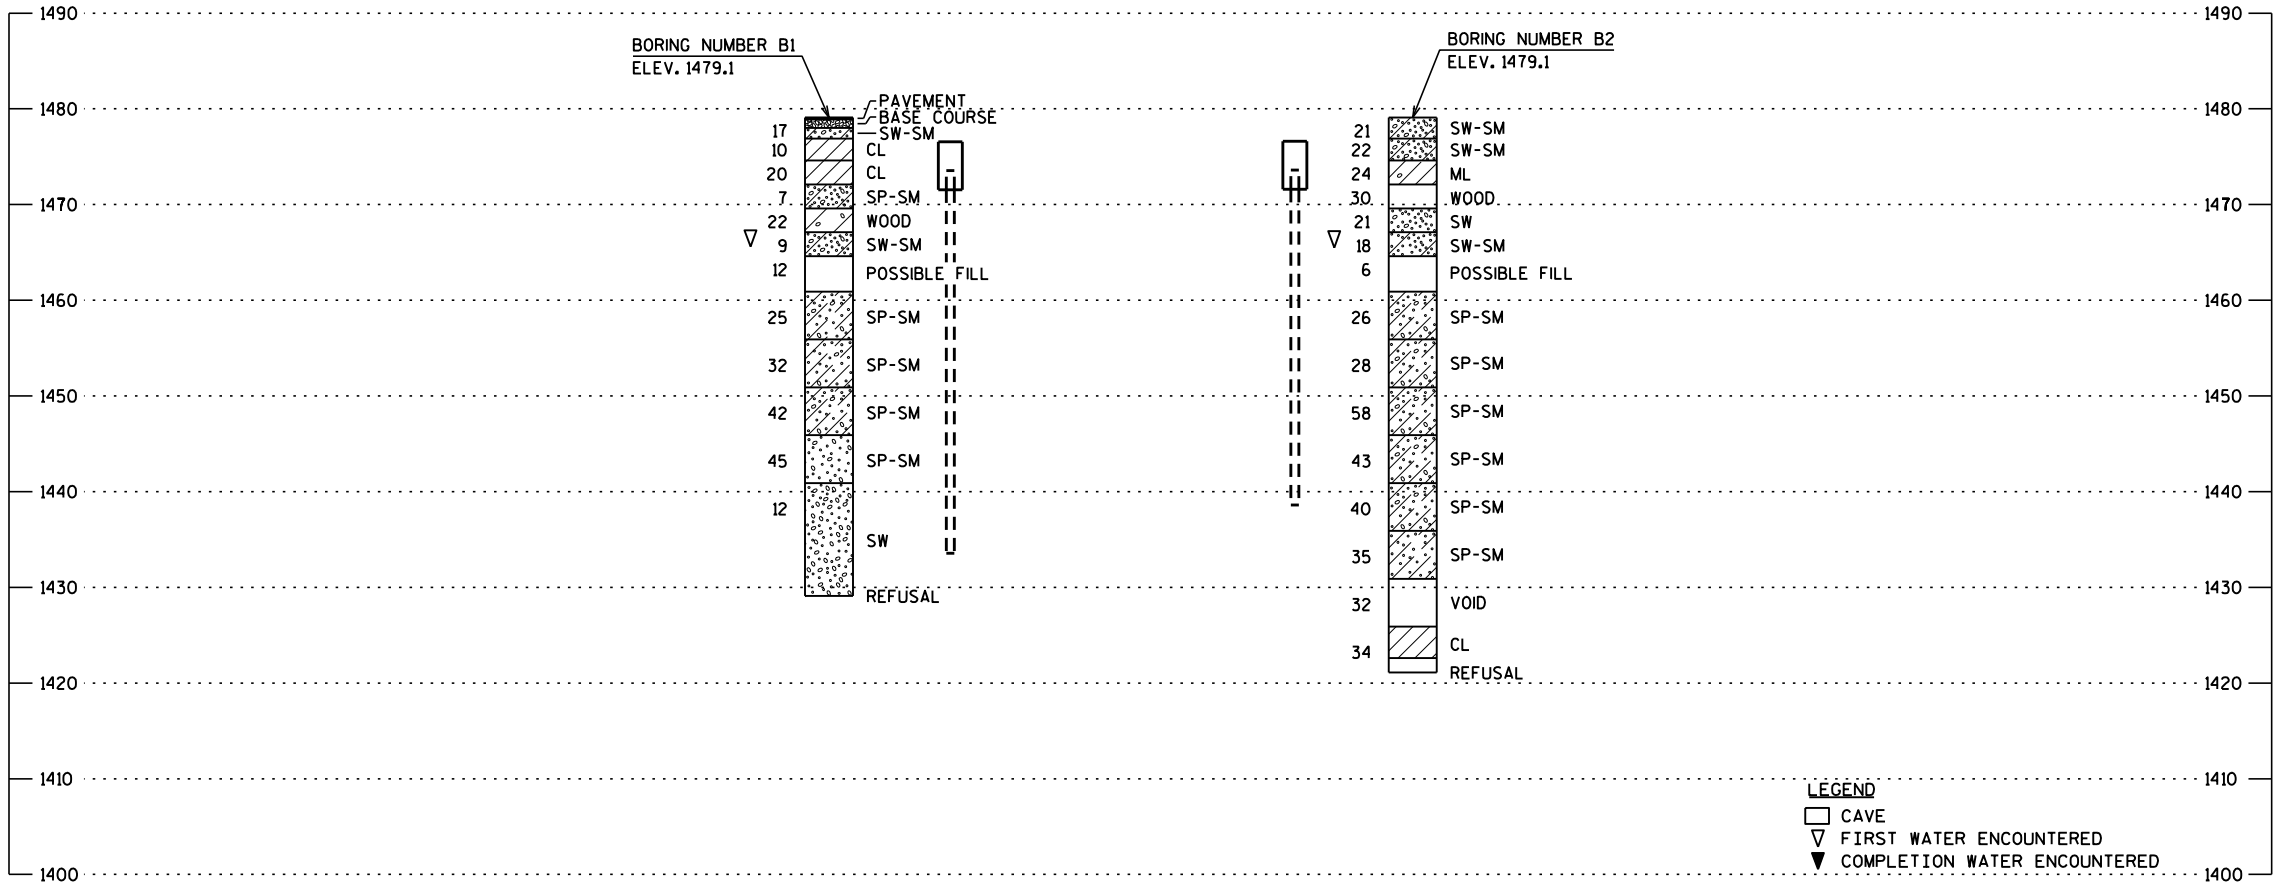 1490
1490
BORING NUMBER B1
ELEV. 1479.1
BORING NUMBER B2
ELEV. 1479.1
1480
1480
PAVEMENT
BASE COURSE
17 SW-SM
10 CL
20 CL
7 SP-SM
22 WOOD
9 SW-SM
12 POSSIBLE FILL
25 SP-SM
32 SP-SM
42 SP-SM
45 SP-SM
12
SW
REFUSAL
21 SW-SM
22 SW-SM
24 ML
30 WOOD
21 SW
18 SW-SM
6 POSSIBLE FILL
26 SP-SM
28 SP-SM
58 SP-SM
43 SP-SM
40 SP-SM
35 SP-SM
32 VOID
34 CL
REFUSAL
1470
1470
1460
1460
1450
1450
1440
1440
1430
1430
1420
1420
1410
1410
LEGEND
CAVE
FIRST WATER ENCOUNTERED
COMPLETION WATER ENCOUNTERED
1400
1400